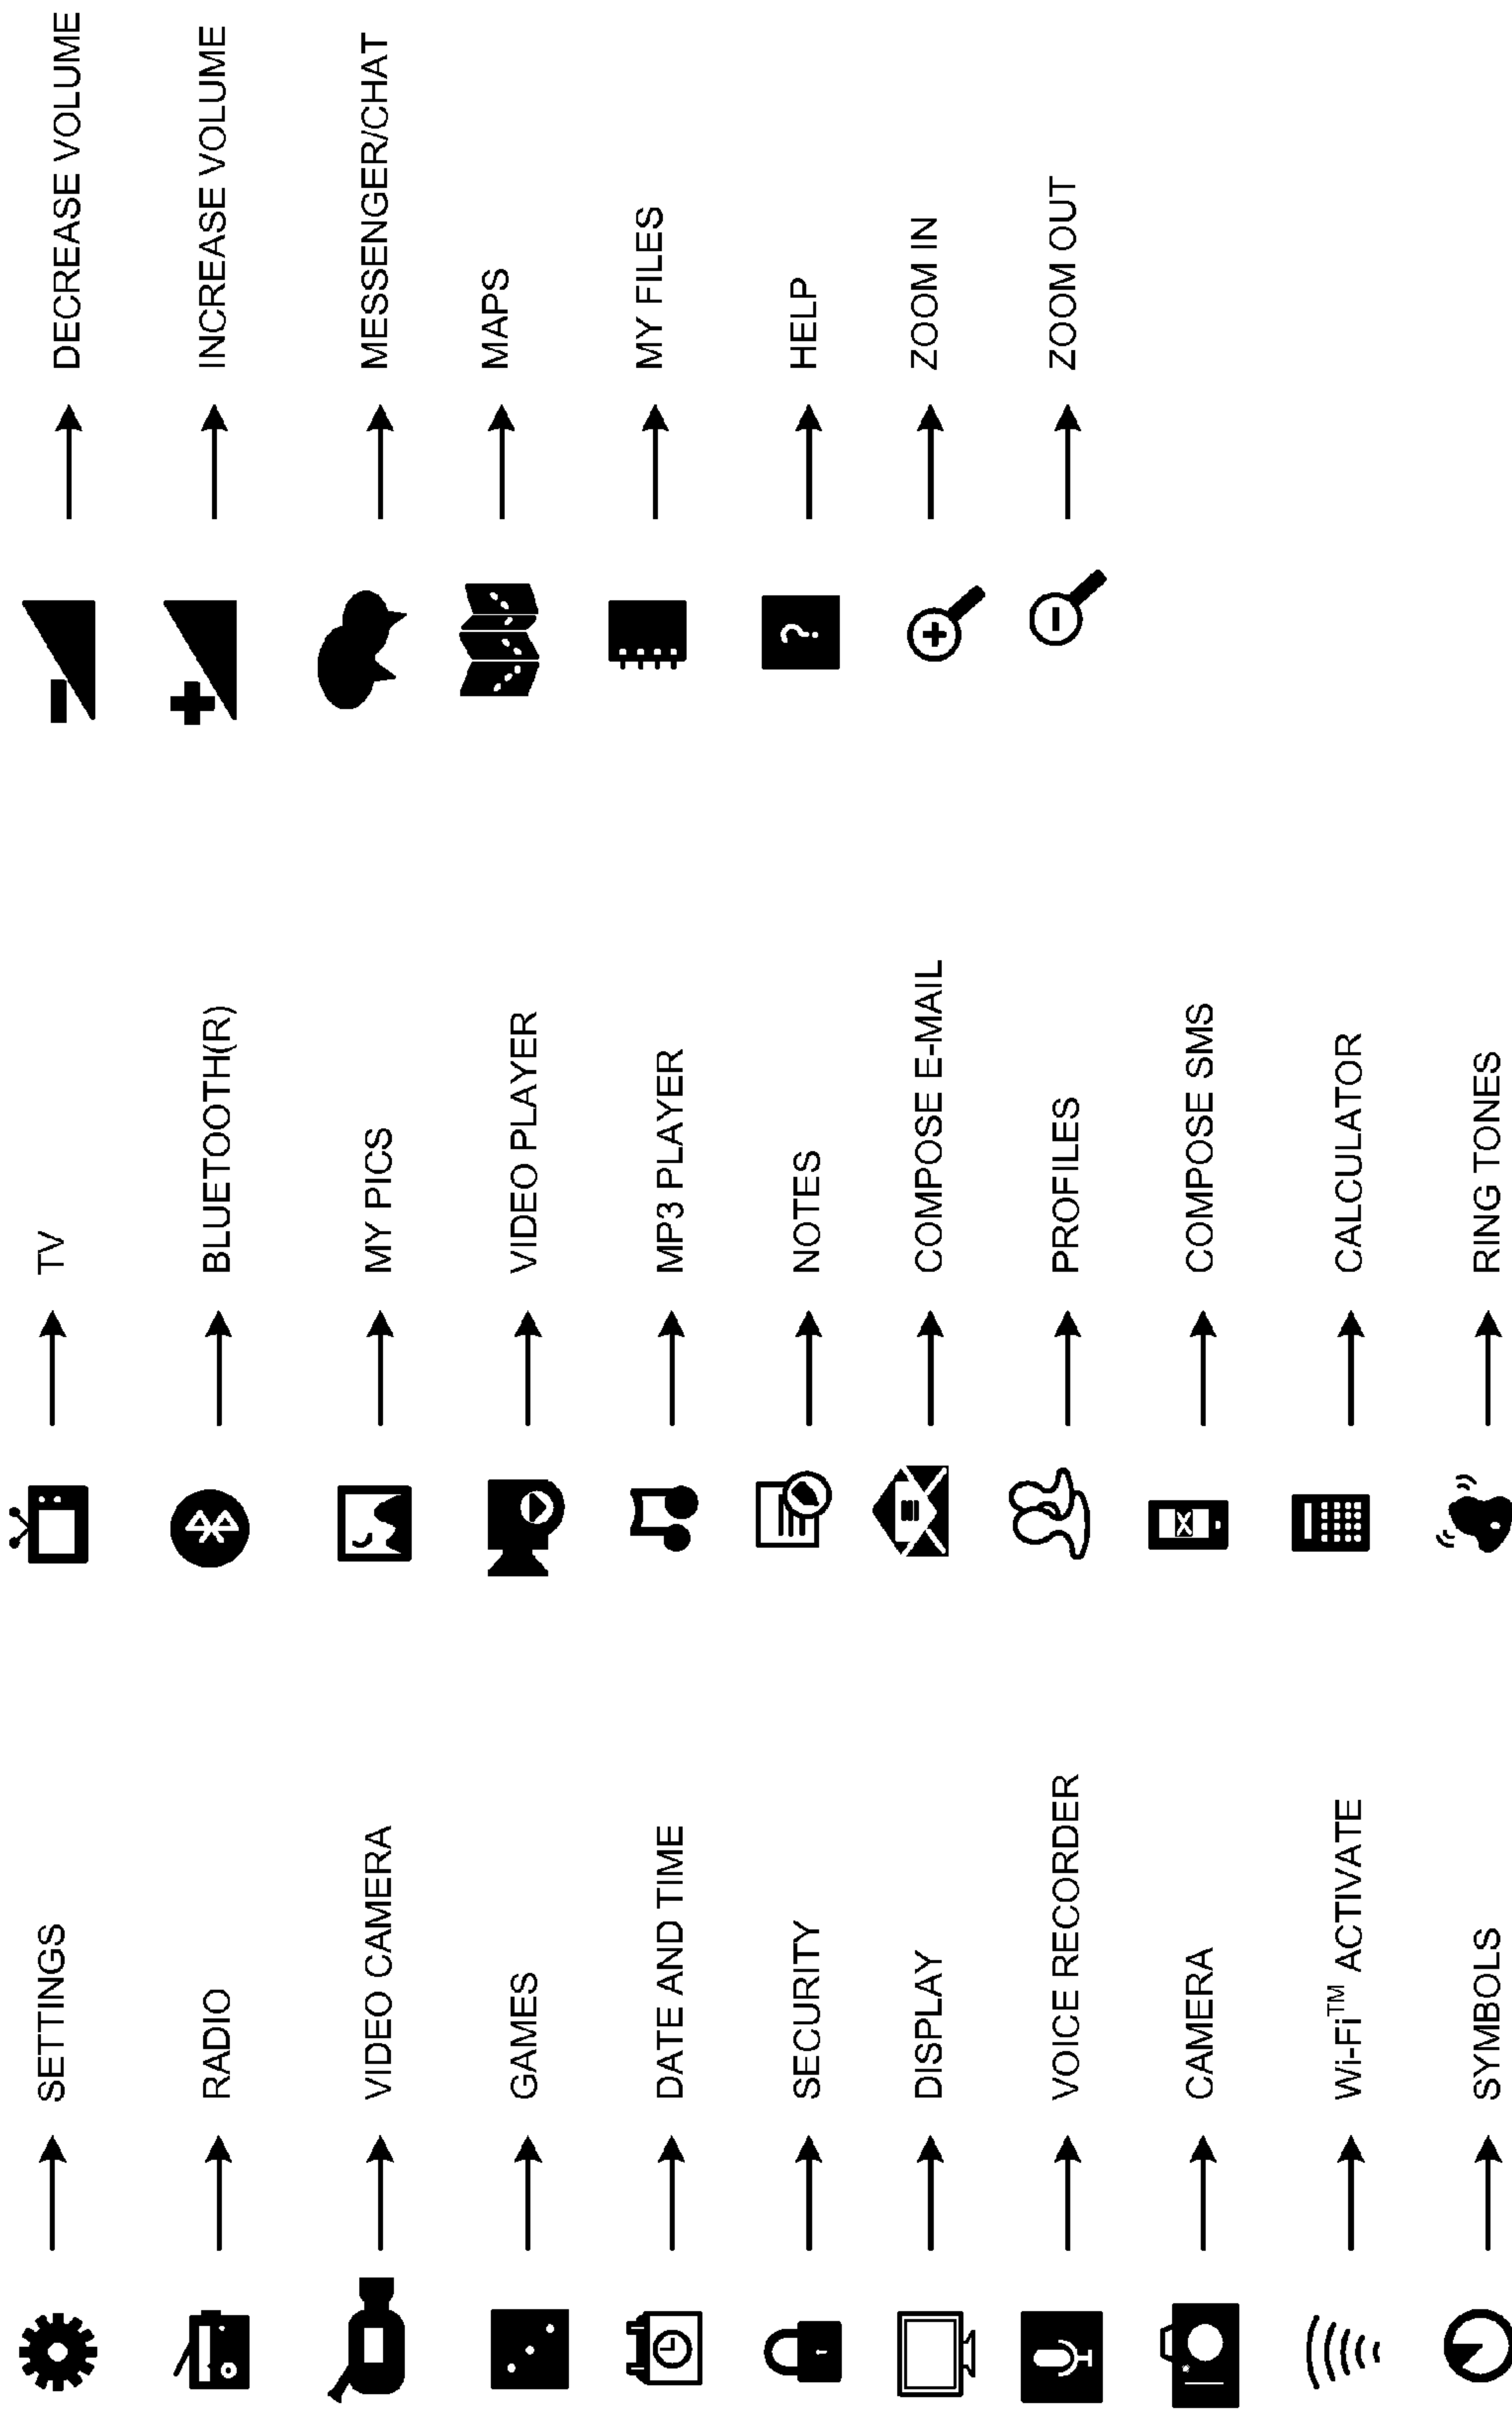 SETTINGS
RADIO
VIDEO CAMERA
GAMES
DATE AND TIME
SECURITY
DISPLAY
VOICE RECORDER
CAMERA
Wi-Fi™ ACTIVATE
SYMBOLS
TV
BLUETOOTH(R)
MY PICS
VIDEO PLAYER
MP3 PLAYER
NOTES
COMPOSE E-MAIL
PROFILES
COMPOSE SMS
CALCULATOR
RING TONES
DECREASE VOLUME
INCREASE VOLUME
MESSENGER/CHAT
MAPS
MY FILES
? HELP
ZOOM IN
ZOOM OUT